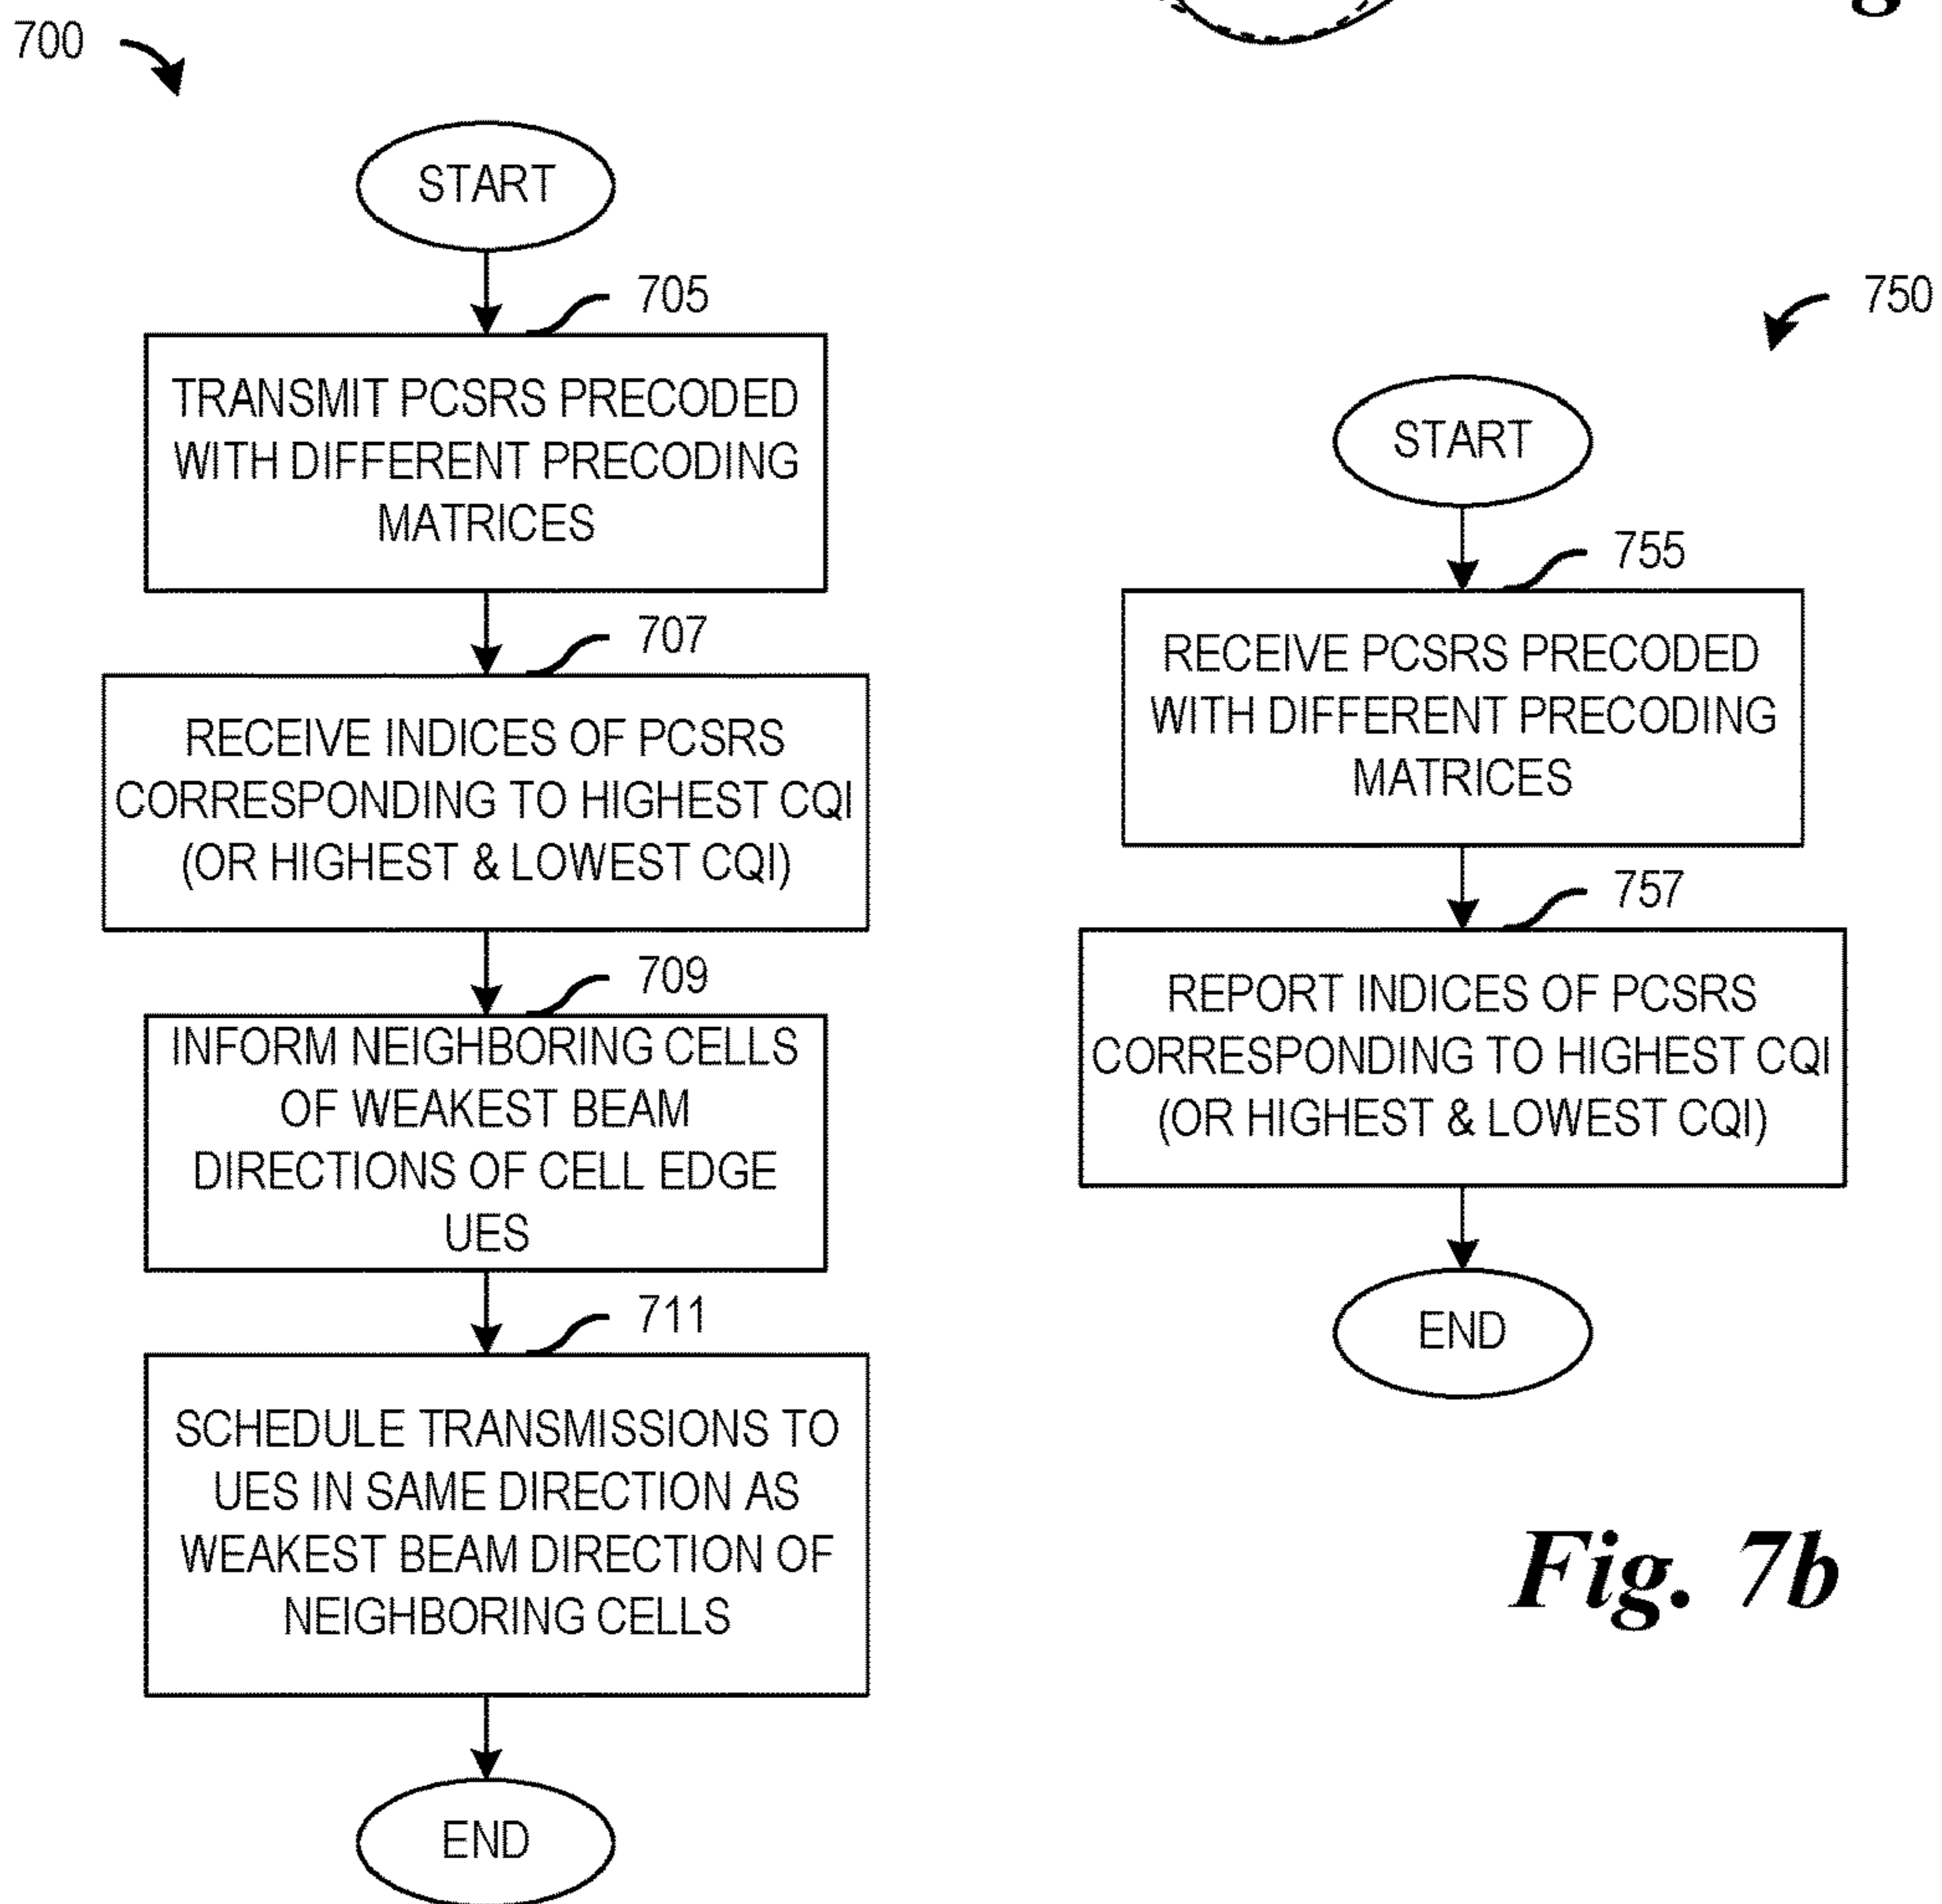 700
START
705
TRANSMIT PCSRS PRECODED
WITH DIFFERENT PRECODING
MATRICES
707
RECEIVE INDICES OF PCSRS
CORRESPONDING TO HIGHEST CQI
(OR HIGHEST & LOWEST CQI)
709
INFORM NEIGHBORING CELLS
OF WEAKEST BEAM
DIRECTIONS OF CELL EDGE
UES
711
SCHEDULE TRANSMISSIONS TO
UES IN SAME DIRECTION AS
WEAKEST BEAM DIRECTION OF
NEIGHBORING CELLS
END
750
START
755
RECEIVE PCSRS PRECODED
WITH DIFFERENT PRECODING
MATRICES
757
REPORT INDICES OF PCSRS
CORRESPONDING TO HIGHEST CQI
(OR HIGHEST & LOWEST CQI)
END
Fig. 7b